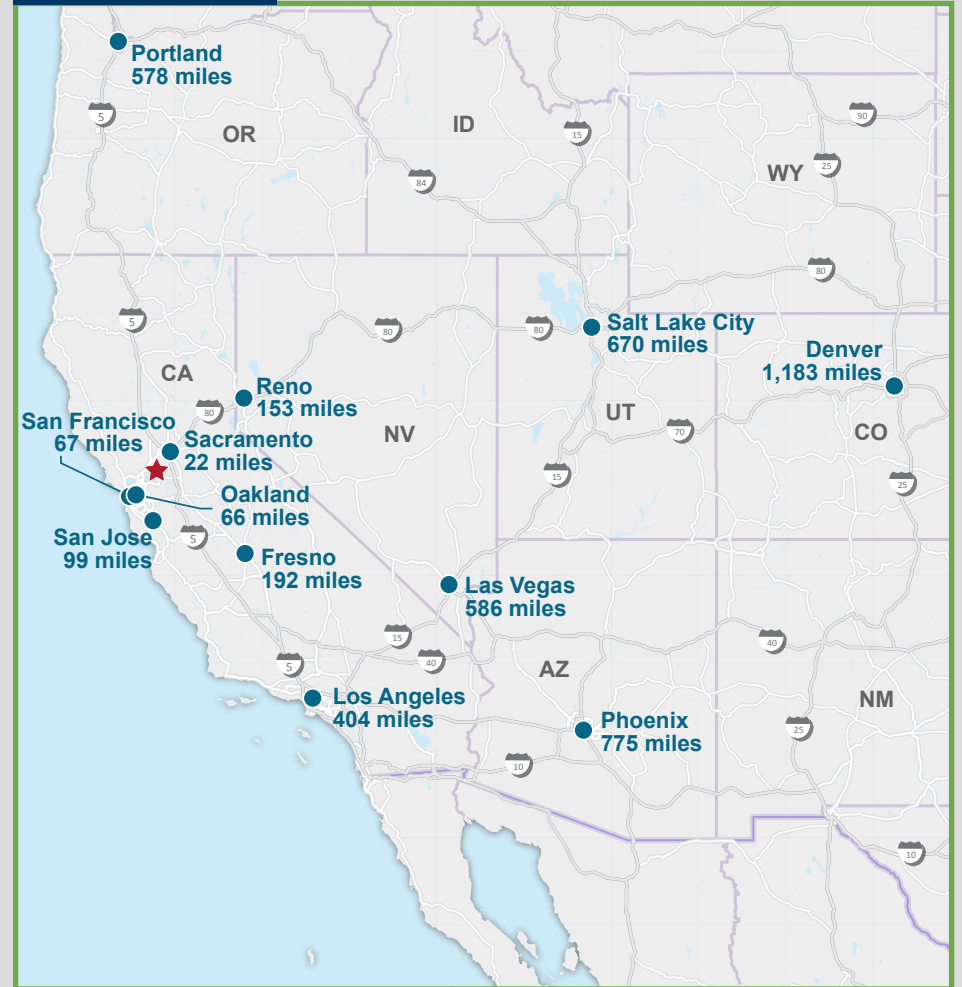 Portland
578 miles
5
OR
ID
15
90
25
WY
84
80
5
80
80
Salt Lake City
670 miles
Denver
1,183 miles
CA
Reno
153 miles
80
UT
70
San Francisco
67 miles
NV
CO
Sacramento
22 miles
15
25
Oakland
66 miles
San Jose
99 miles
5
Fresno
192 miles
Las Vegas
586 miles
15
40
40
5
AZ
NM
Los Angeles
404 miles
Phoenix
775 miles
25
10
10